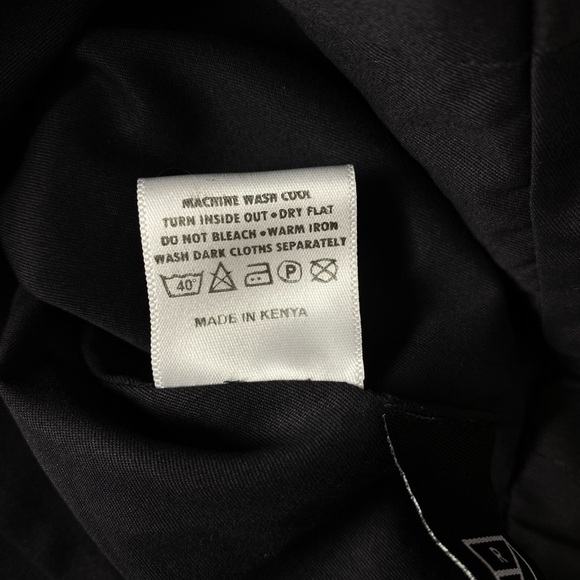 MACHINE WASH COOL
TURN INSIDE OUT • DRY FLAT
DO NOT BLEACH • WARM IRON
WASH DARK CLOTHS SEPARATELY
40° P
MADE IN KENYA
R